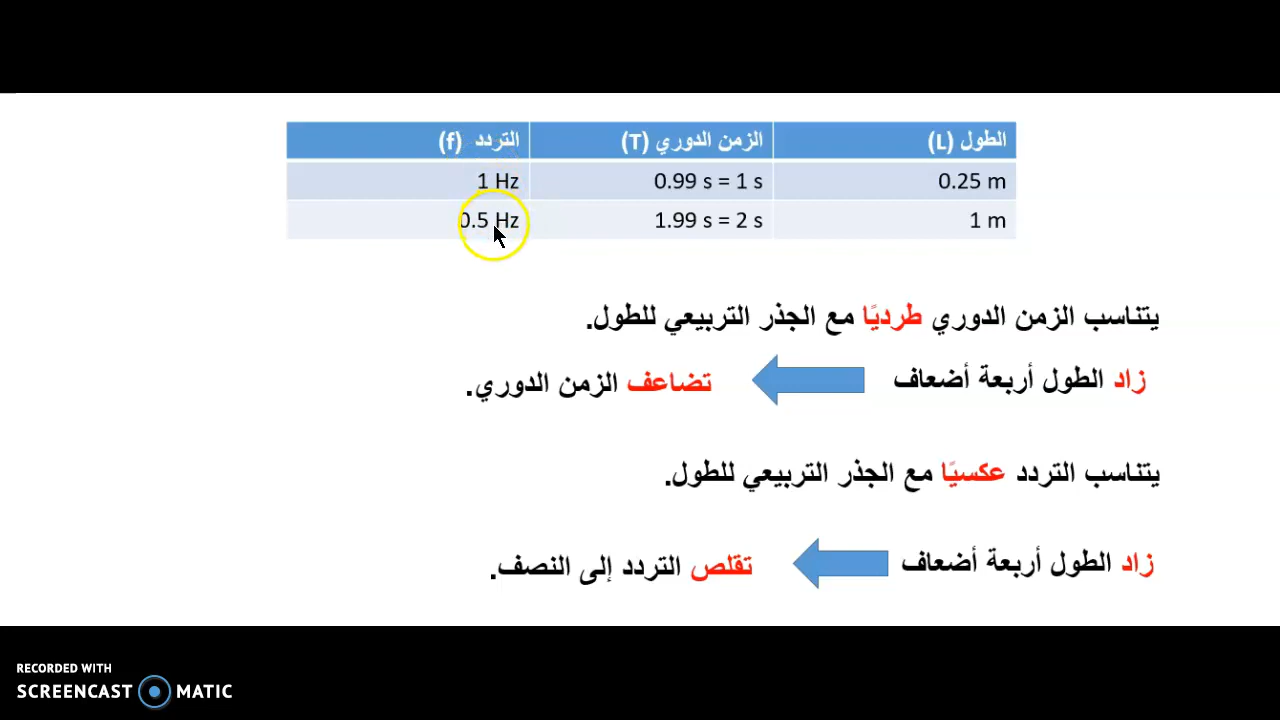 الطول (L) الزمن الدوري (T) التردد (f)
0.25 m 0.99 s = 1 s 1 Hz
1 m 1.99 s = 2 s 0.5 Hz
يتناسب الزمن الدوري طرديًا مع الجذر التربيعي للطول.
زاد الطول أربعة أضعاف تضاعف الزمن الدوري.
يتناسب التردد عكسيًا مع الجذر التربيعي للطول.
زاد الطول أربعة أضعاف تقلص التردد إلى النصف.
RECORDED WITH
SCREENCAST MATIC